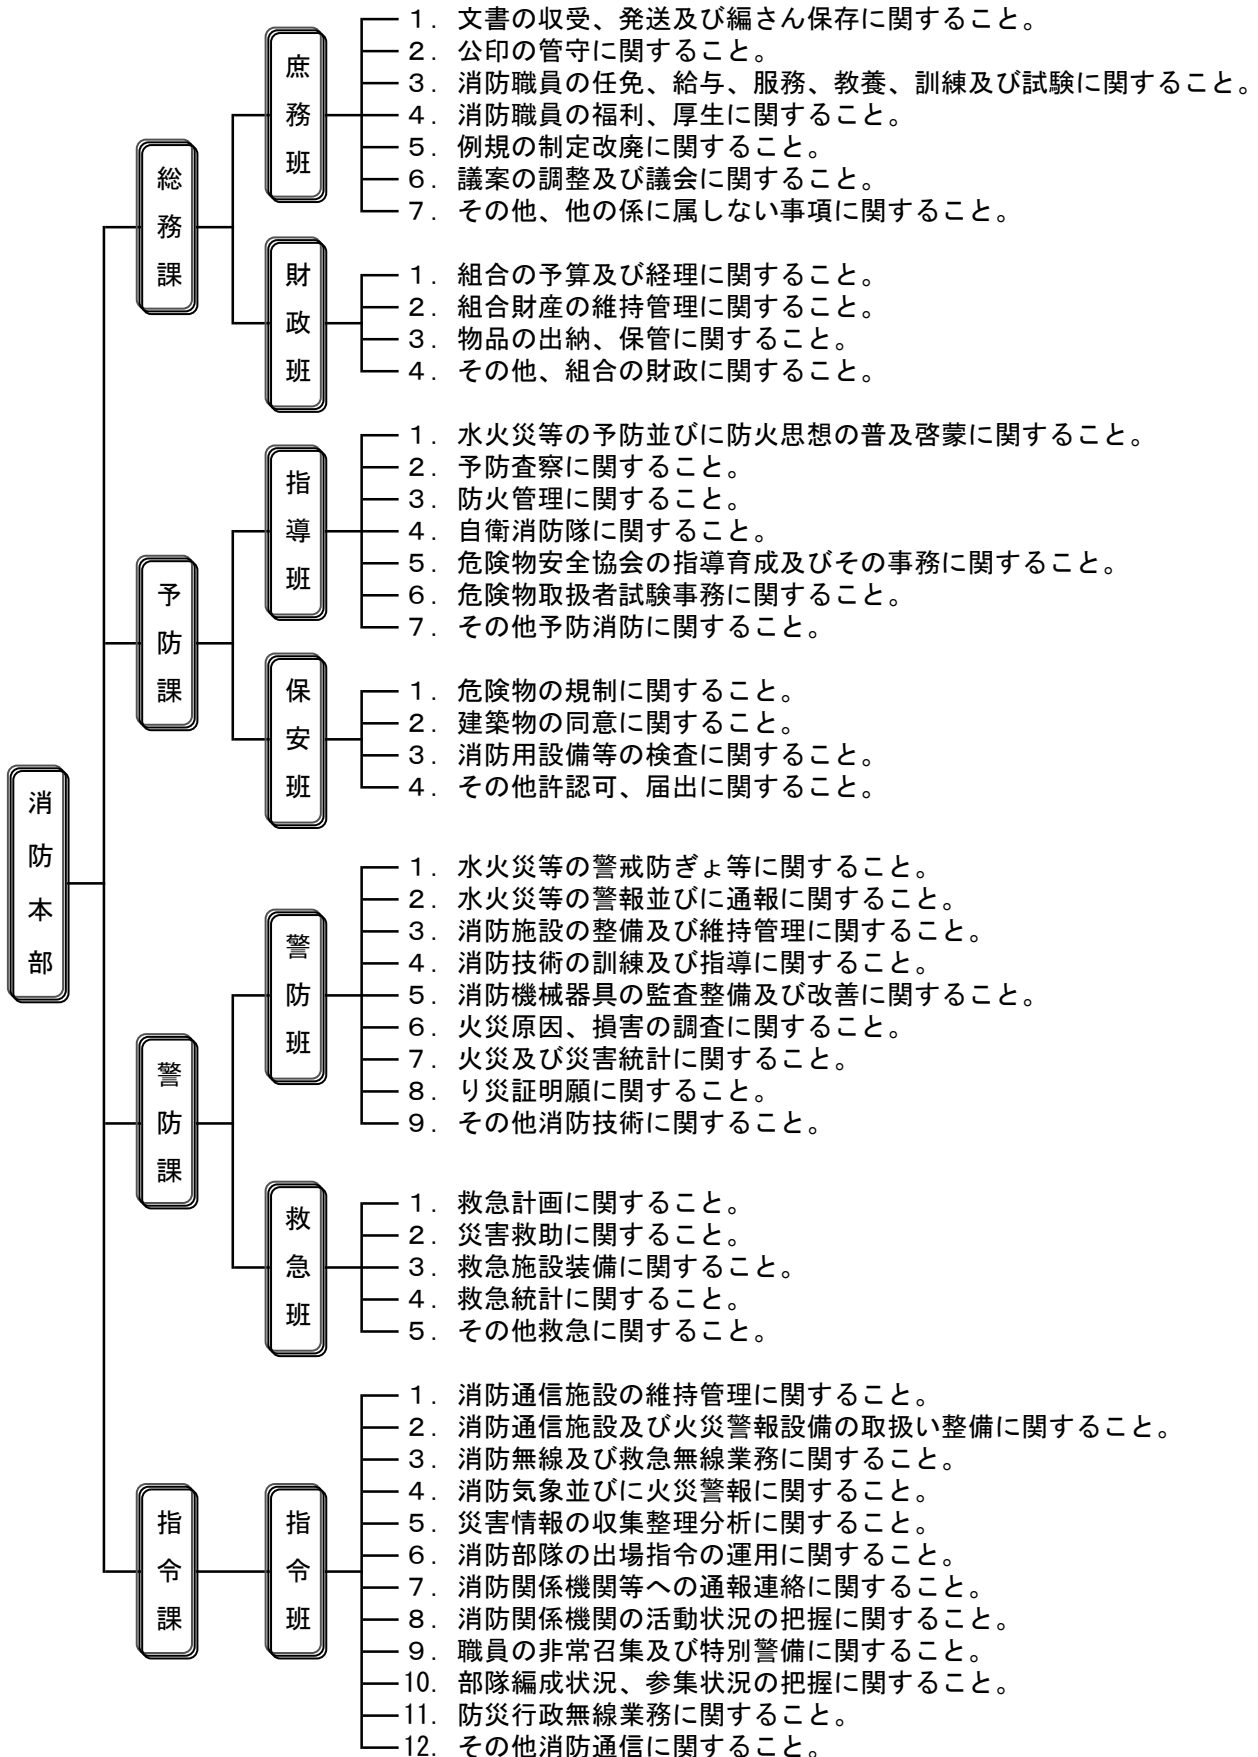 消防本部
総務課
庶務班
1. 文書の収受、発送及び編さん保存に関すること。
2. 公印の管守に関すること。
3. 消防職員の任免、給与、服務、教養、訓練及び試験に関すること。
4. 消防職員の福利、厚生に関すること。
5. 例規の制定改廃に関すること。
6. 議案の調整及び議会に関すること。
7. その他、他の係に属しない事項に関すること。
財政班
1. 組合の予算及び経理に関すること。
2. 組合財産の維持管理に関すること。
3. 物品の出納、保管に関すること。
4. その他、組合の財政に関すること。
予防課
指導班
1. 水火災等の予防並びに防火思想の普及啓蒙に関すること。
2. 予防査察に関すること。
3. 防火管理に関すること。
4. 自衛消防隊に関すること。
5. 危険物安全協会の指導育成及びその事務に関すること。
6. 危険物取扱者試験事務に関すること。
7. その他予防消防に関すること。
保安班
1. 危険物の規制に関すること。
2. 建築物の同意に関すること。
3. 消防用設備等の検査に関すること。
4. その他許認可、届出に関すること。
警防課
警防班
1. 水火災等の警戒防ぎょ等に関すること。
2. 水火災等の警報並びに通報に関すること。
3. 消防施設の整備及び維持管理に関すること。
4. 消防技術の訓練及び指導に関すること。
5. 消防機械器具の監査整備及び改善に関すること。
6. 火災原因、損害の調査に関すること。
7. 火災及び災害統計に関すること。
8. り災証明願に関すること。
9. その他消防技術に関すること。
救急班
1. 救急計画に関すること。
2. 災害救助に関すること。
3. 救急施設装備に関すること。
4. 救急統計に関すること。
5. その他救急に関すること。
指令課
指令班
1. 消防通信施設の維持管理に関すること。
2. 消防通信施設及び火災警報設備の取扱い整備に関すること。
3. 消防無線及び救急無線業務に関すること。
4. 消防気象並びに火災警報に関すること。
5. 災害情報の収集整理分析に関すること。
6. 消防部隊の出場指令の運用に関すること。
7. 消防関係機関等への通報連絡に関すること。
8. 消防関係機関の活動状況の把握に関すること。
9. 職員の非常召集及び特別警備に関すること。
10. 部隊編成状況、参集状況の把握に関すること。
11. 防災行政無線業務に関すること。
12. その他消防通信に関すること。